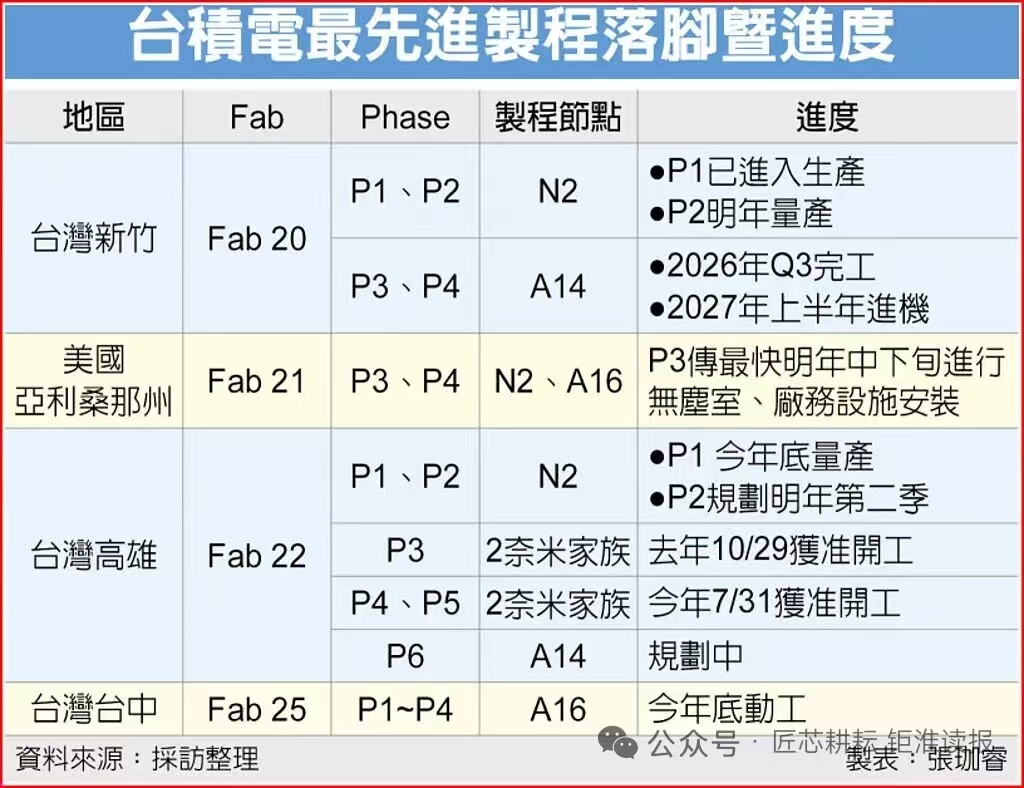 台積電最先進製程落腳暨進度
地區 Fab Phase 製程節點 進度
台灣新竹 Fab 20 P1、P2 N2 ●P1已進入生產
●P2明年量產
P3、P4 A14 ●2026年Q3完工
●2027年上半年進機
美國
亞利桑那州 Fab 21 P3、P4 N2、A16 P3傳最快明年中下旬進行
無塵室、廠務設施安裝
台灣高雄 Fab 22 P1、P2 N2 ●P1 今年底量產
●P2規劃明年第二季
P3 2奈米家族 去年10/29獲准開工
P4、P5 2奈米家族 今年7/31獲准開工
P6 A14 規劃中
台灣台中 Fab 25 P1~P4 A16 今年底動工
公众号 · 匠芯耕耘 钜淮读报
資料來源：採訪整理 製表：張珈睿